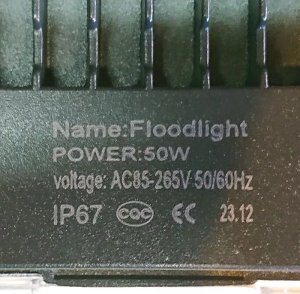 Name:Floodlight
POWER:50W
voltage: AC85-265V 50/60Hz
IP67 CQC CE 23.12